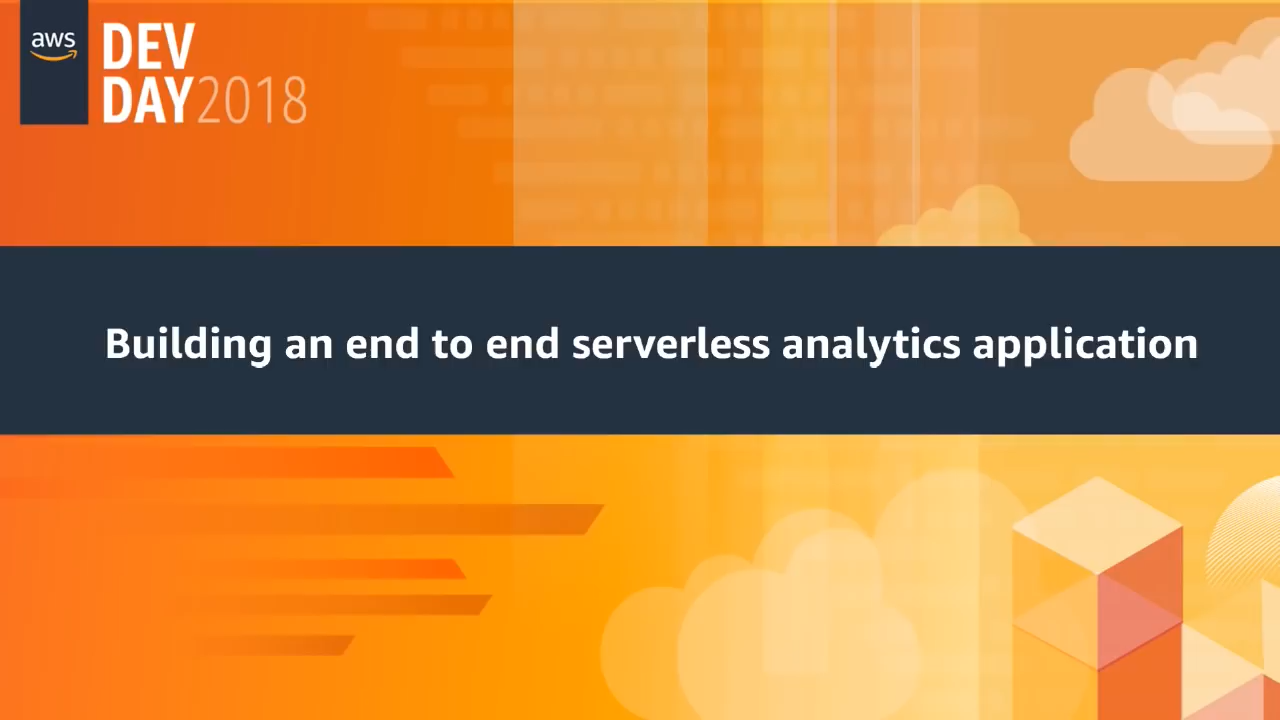 aws
DEV
DAY2018
Building an end to end serverless analytics application